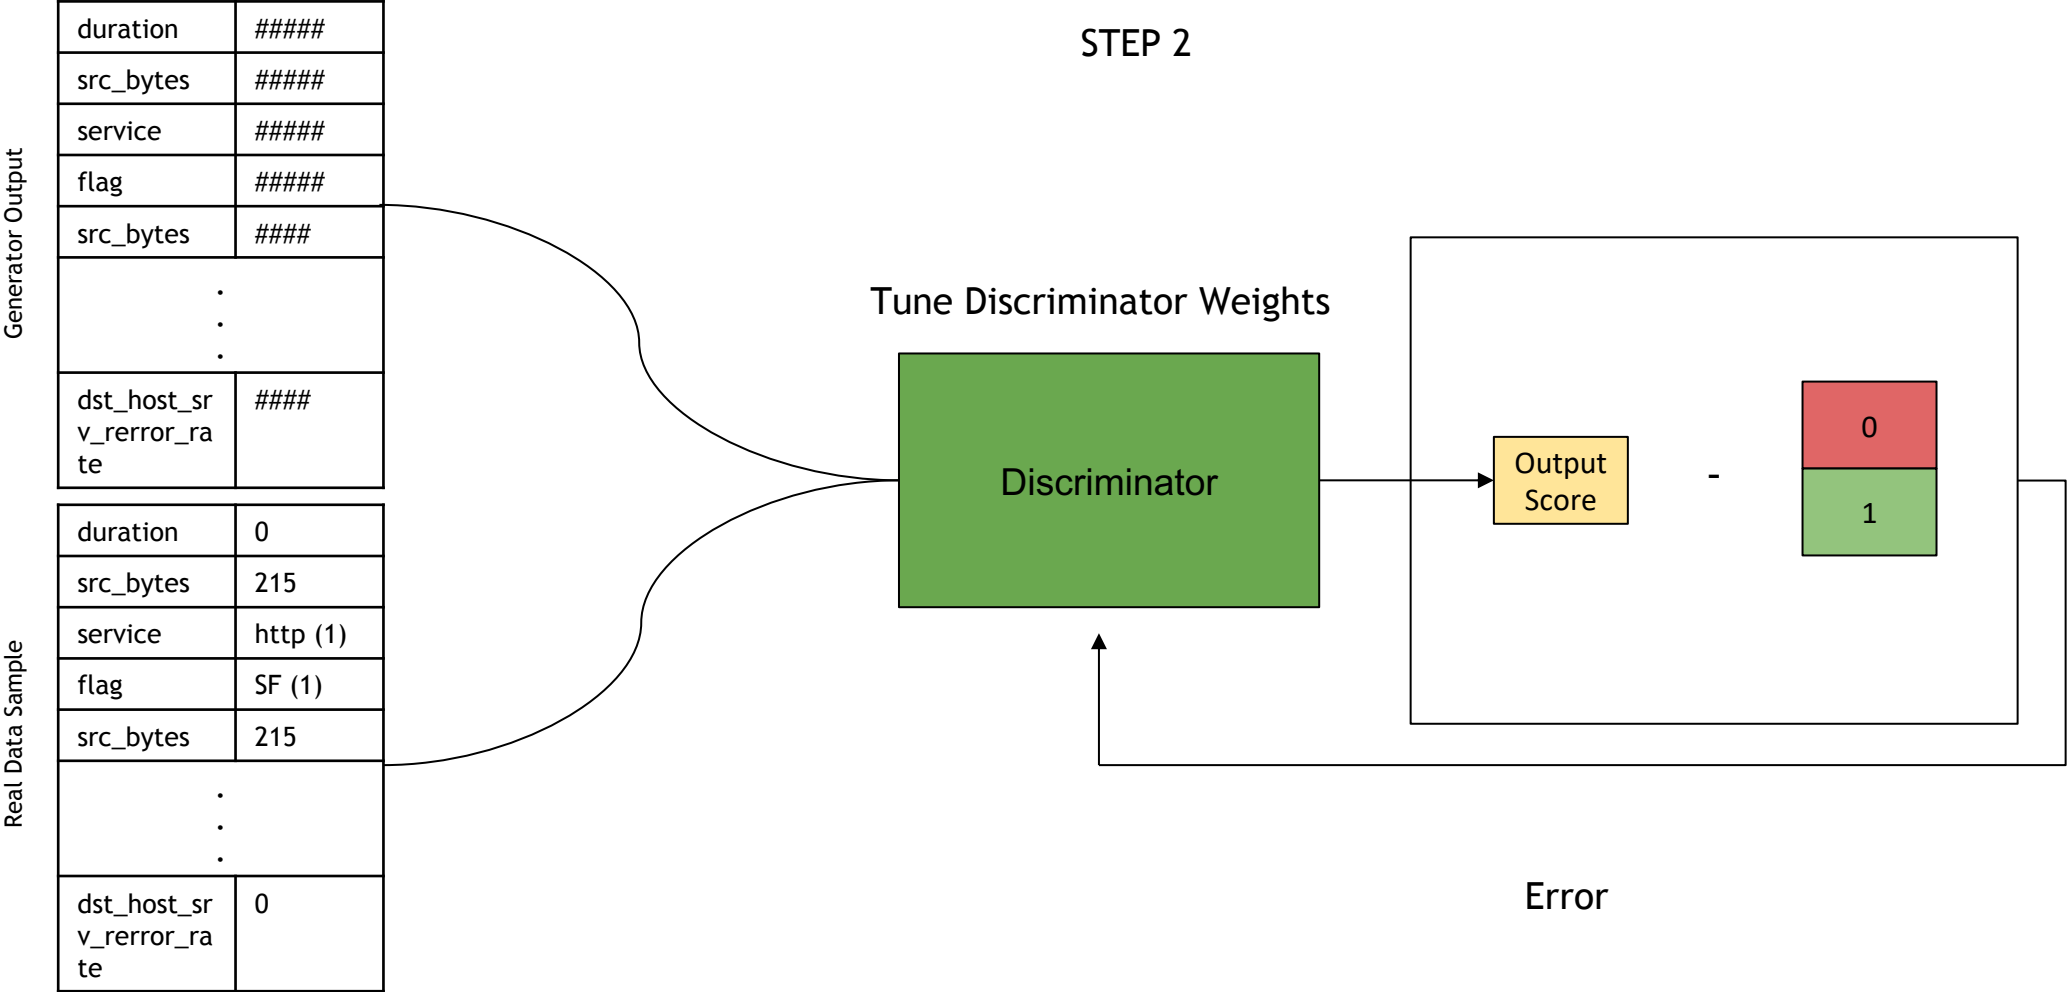 STEP 2
Generator Output
duration #####
src_bytes #####
service #####
flag #####
src_bytes ####
.
.
.
dst_host_sr ####
v_rerror_ra
te
Real Data Sample
duration 0
src_bytes 215
service http (1)
flag SF (1)
src_bytes 215
.
.
.
dst_host_sr 0
v_rerror_ra
te
Tune Discriminator Weights
Discriminator
Output
Score
-
0
1
Error